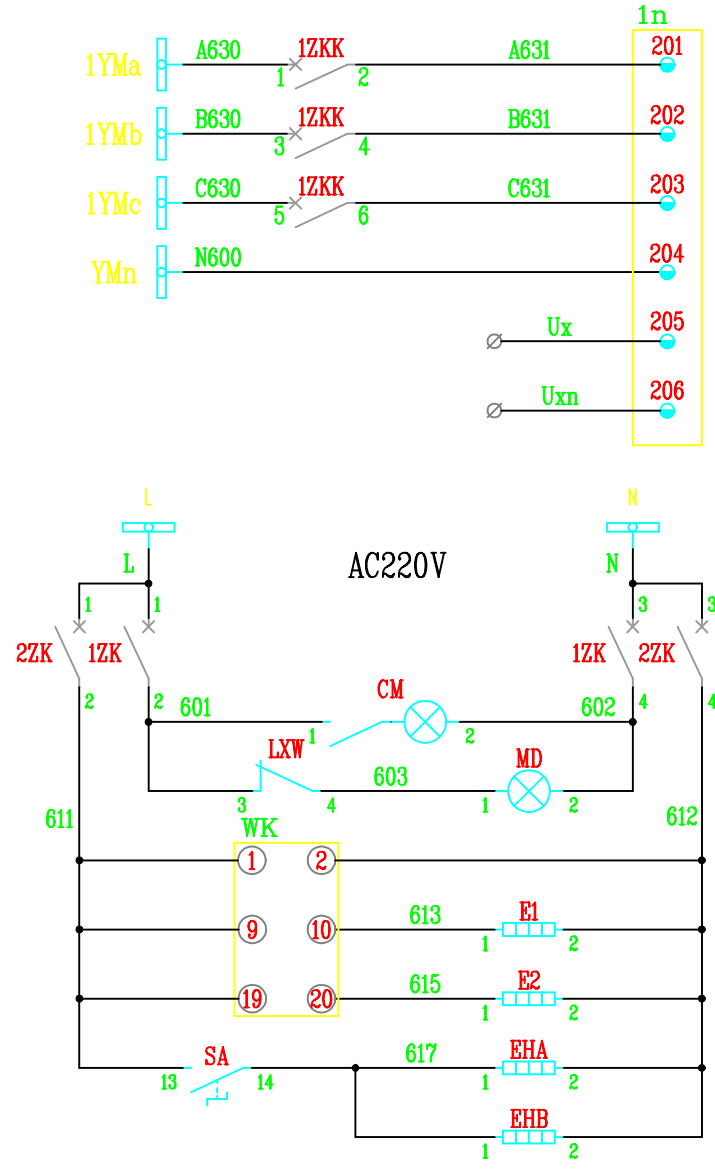 1n
1YMa A630 1ZKK A631 201
1 2
1YMb B630 1ZKK B631 202
3 4
1YMc C630 1ZKK C631 203
5 6
YMn N600 204
Ux 205
Uxn 206
L N
L AC220V N
1 1 3 3
2ZK 1ZK 1ZK 2ZK
2 2 4 4
601 CM 602
1 2
LXW 603 MD
3 4 1 2
611 612
WK
1 2
9 10 613 E1
1 2
19 20 615 E2
1 2
SA 617 EHA
13 14 1 2
EHB
1 2